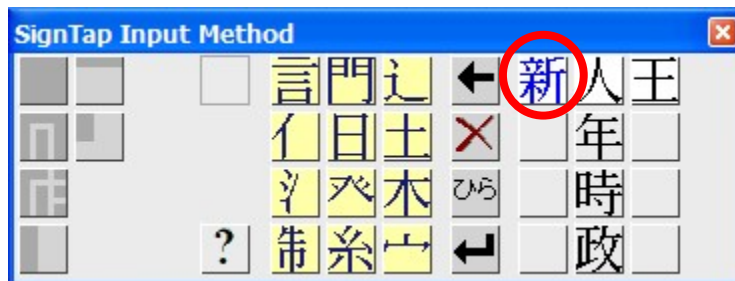 SignTap Input Method
言 門 辶 新 人 王
亻 日 土 年
氵 癶 木 ひら 時
? 糸 宀 政